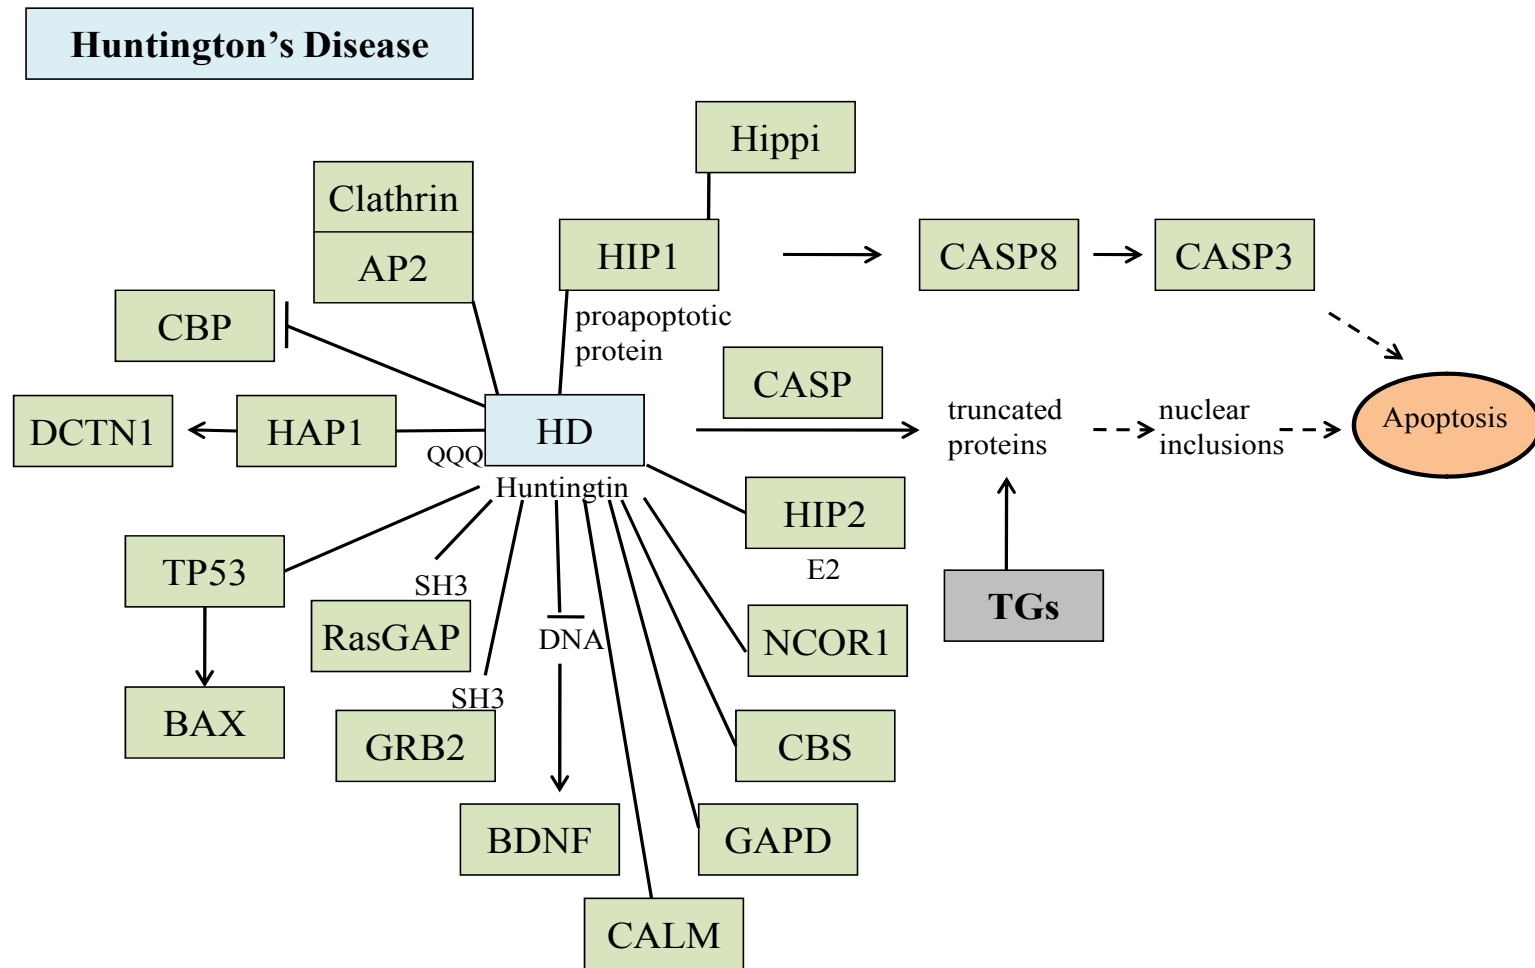 Huntington's Disease
Hippi
Clathrin
AP2
HIP1
CASP8
CASP3
proapoptotic
protein
CBP
CASP
DCTN1
HAP1
HD
QQQ
Huntingtin
truncated
proteins
nuclear
inclusions
Apoptosis
HIP2
E2
TP53
SH3
RasGAP
DNA
NCOR1
TGs
BAX
SH3
GRB2
CBS
BDNF
GAPD
CALM